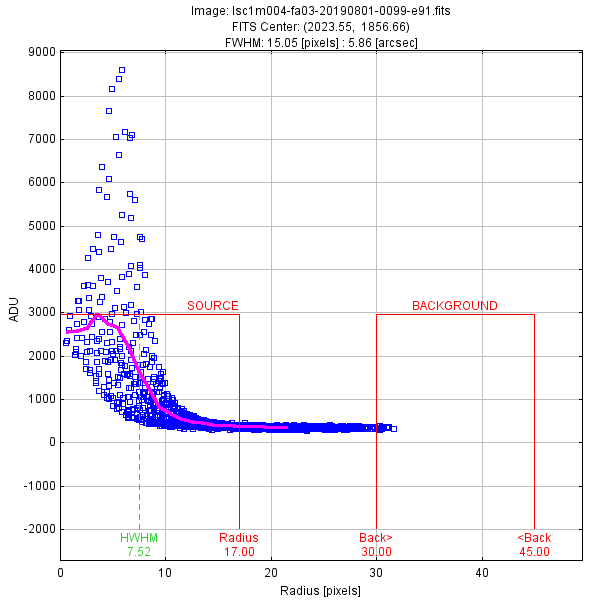 Image: lsc1m004-fa03-20190801-0099-e91.fits
FITS Center: (2023.55, 1856.66)
FWHM: 15.05 [pixels] : 5.86 [arcsec]
9000
8000
7000
6000
5000
4000
3000
2000
1000
0
-1000
-2000
ADU
SOURCE
BACKGROUND
HWHM
7.52
Radius
17.00
Back>
30.00
<Back
45.00
0 10 20 30 40
Radius [pixels]